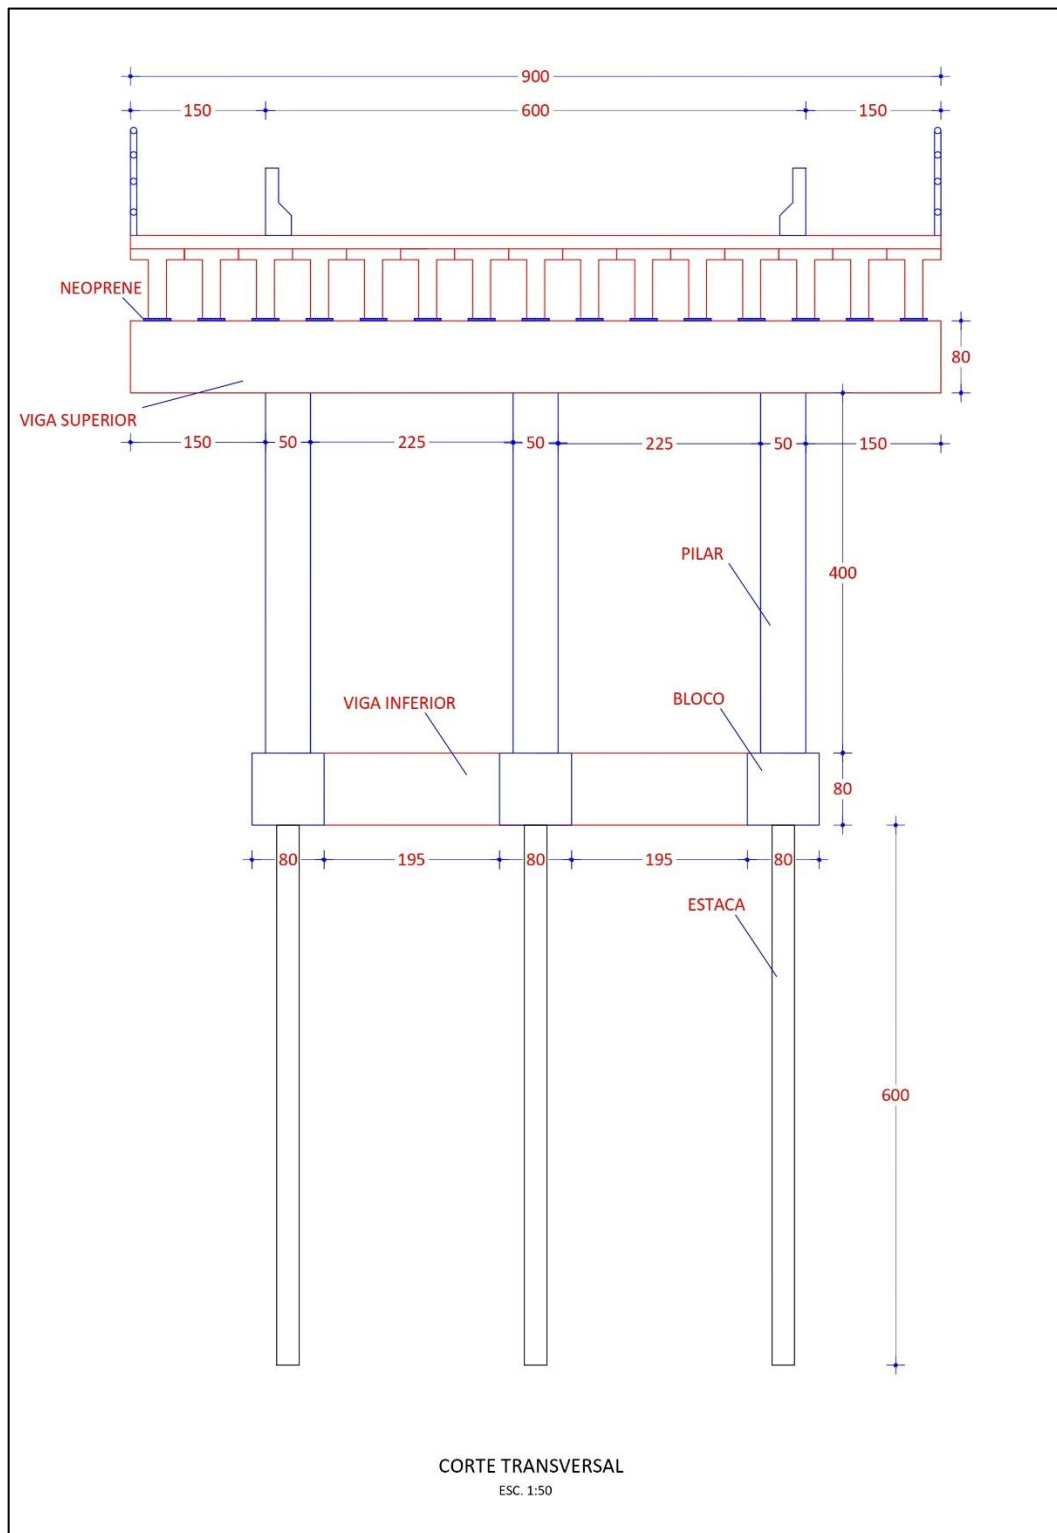 900
150 600 150
NEOPRENE
80
VIGA SUPERIOR
150 50 225 50 225 50 150
PILAR
400
VIGA INFERIOR
BLOCO
80
80 195 80 195 80
ESTACA
600
CORTE TRANSVERSAL
ESC. 1:50